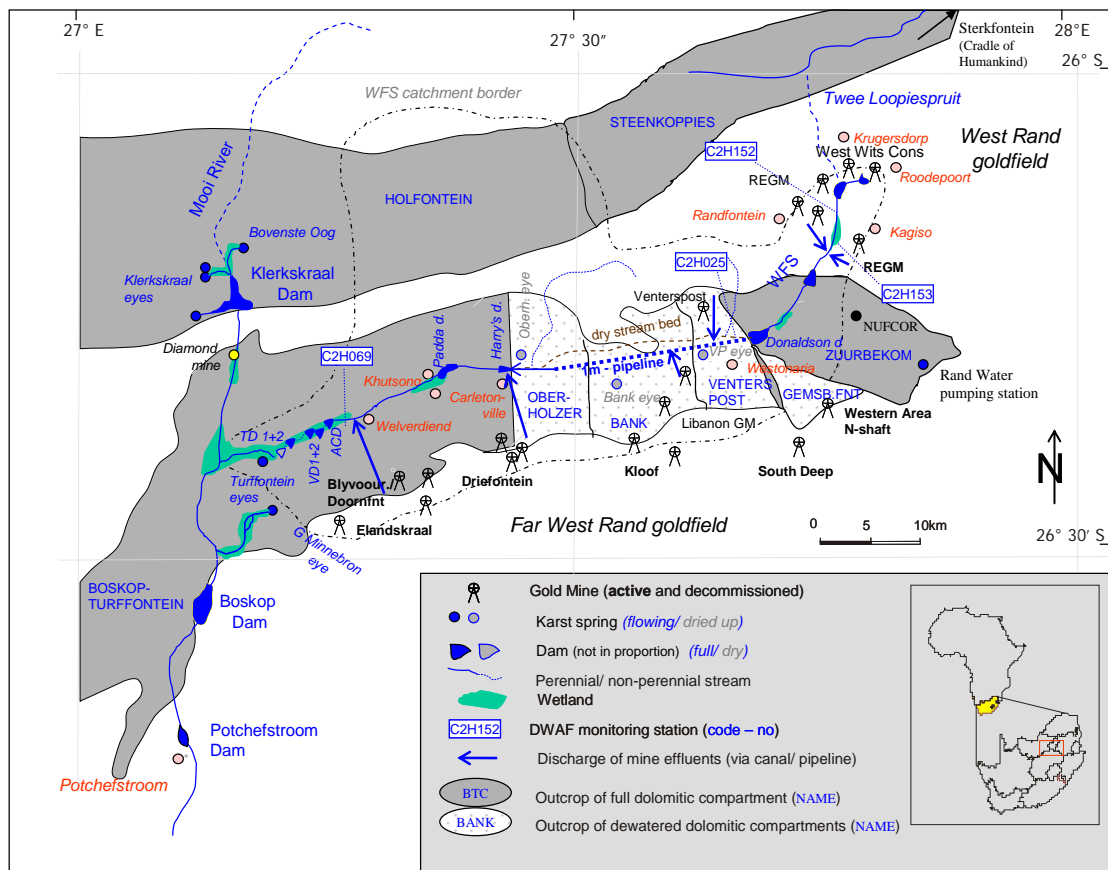 27° E
27° 30"
28° E
Sterkfontein
(Cradle of
Humankind)
26° S
WFS catchment border
Twee Loopiespruit
STEENKOPPIES
Krugersdorp
C2H152
West Wits Cons
West Rand
goldfield
Mooi River
REGM
Roodepoort
HOLFONTEIN
Randfontein
Kagiso
Bovenste Oog
Klerkskraal
eyes
Klerkskraal
Dam
C2H025
WFS
REGM
C2H153
Venterspost
Oberh. eye
dry stream bed
NUFCOR
Diamond
mine
C2H069
Padda d.
Harry's d.
Donaldson d
ZUURBEKOM
VP eye
1m - pipeline
Westonaria
Rand Water
pumping station
Khutsong
Carleton-
ville
OBER-
HOLZER
Bank eye
VENTERS
POST
GEMSB.FNT
BANK
Libanon GM
Western Area
N-shaft
Welverdiend
TD 1+2
VD1+2
ACD
Turffontein
eyes
Blyvoour./
Doornfnt
Driefontein
Kloof
South Deep
N
Elandskraal
G Minnebron
eye
Far West Rand goldfield
0 5 10km
26° 30' S
BOSKOP-
TURFFONTEIN
Boskop
Dam
Potchefstroom
Dam
Potchefstroom
Gold Mine (active and decommissioned)
Karst spring (flowing/ dried up)
Dam (not in proportion) (full/ dry)
Perennial/ non-perennial stream
Wetland
C2H152 DWAF monitoring station (code – no)
Discharge of mine effluents (via canal/ pipeline)
BTC Outcrop of full dolomitic compartment (NAME)
BANK Outcrop of dewatered dolomitic compartments (NAME)